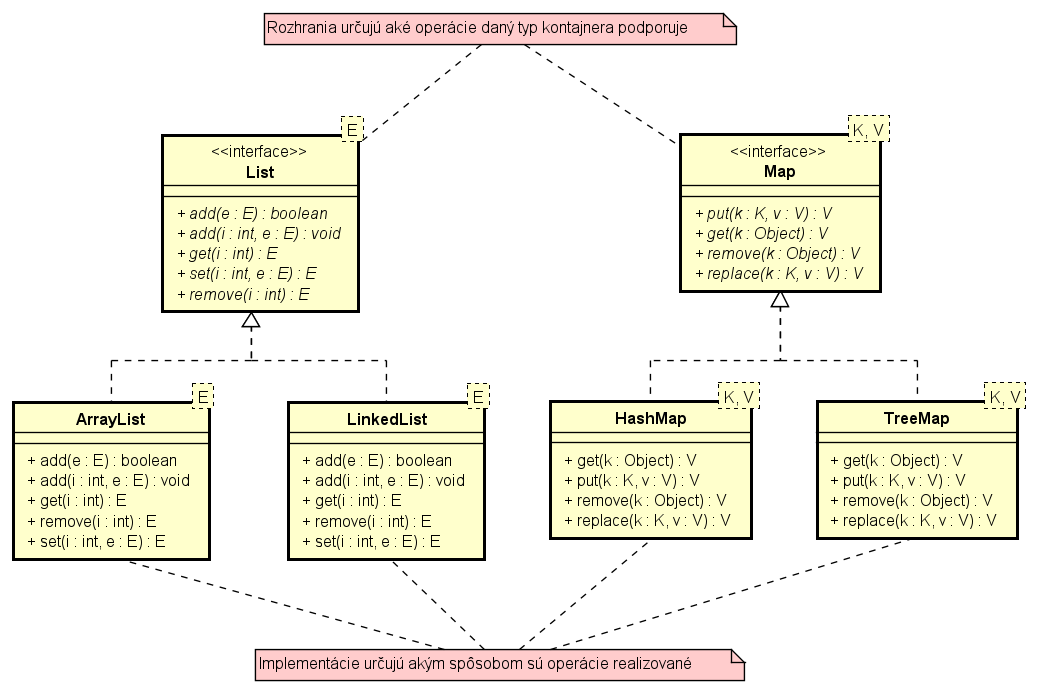 Rozhrania určujú aké operácie daný typ kontajnera podporuje
E
<<interface>>
List
+ add(e : E) : boolean
+ add(i : int, e : E) : void
+ get(i : int) : E
+ set(i : int, e : E) : E
+ remove(i : int) : E
K, V
<<interface>>
Map
+ put(k : K, v : V) : V
+ get(k : Object) : V
+ remove(k : Object) : V
+ replace(k : K, v : V) : V
E
ArrayList
+ add(e : E) : boolean
+ add(i : int, e : E) : void
+ get(i : int) : E
+ remove(i : int) : E
+ set(i : int, e : E) : E
E
LinkedList
+ add(e : E) : boolean
+ add(i : int, e : E) : void
+ get(i : int) : E
+ remove(i : int) : E
+ set(i : int, e : E) : E
K, V
HashMap
+ get(k : Object) : V
+ put(k : K, v : V) : V
+ remove(k : Object) : V
+ replace(k : K, v : V) : V
K, V
TreeMap
+ get(k : Object) : V
+ put(k : K, v : V) : V
+ remove(k : Object) : V
+ replace(k : K, v : V) : V
Implementácie určujú akým spôsobom sú operácie realizované